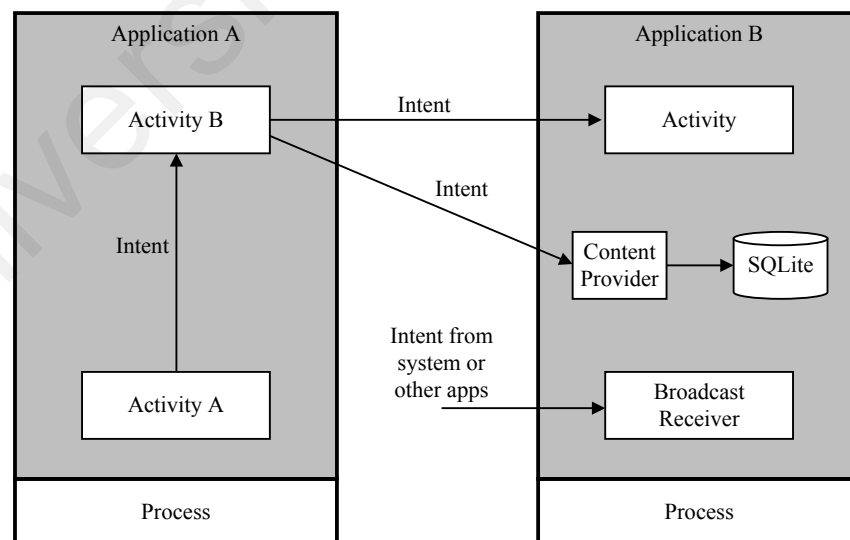 Application A
Application B
Activity B
Intent
Activity
Intent
Intent
Content
Provider
SQLite
Intent from
system or
other apps
Activity A
Broadcast
Receiver
Process
Process